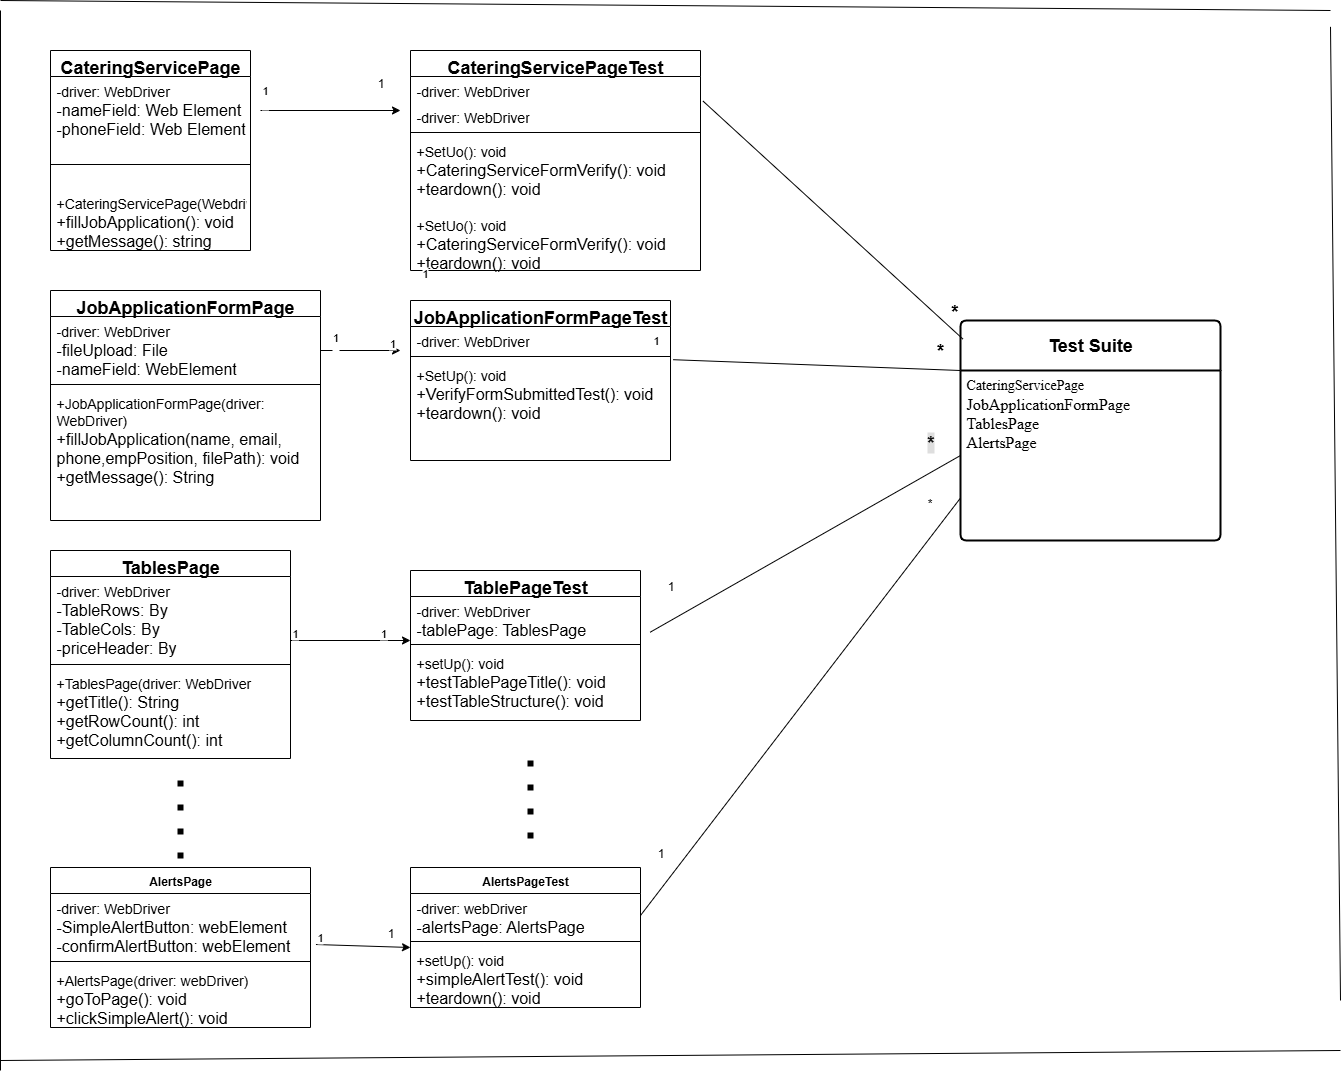 CateringServicePage
-driver: WebDriver
-nameField: Web Element
-phoneField: Web Element
+CateringServicePage(Webdri
+fillJobApplication(): void
+getMessage(): string
1
1
CateringServicePageTest
-driver: WebDriver
-driver: WebDriver
+SetUo(): void
+CateringServiceFormVerify(): void
+teardown(): void
+SetUo(): void
+CateringServiceFormVerify(): void
+teardown(): void
1
JobApplicationFormPage
-driver: WebDriver
-fileUpload: File
-nameField: WebElement
+JobApplicationFormPage(driver:
WebDriver)
+fillJobApplication(name, email,
phone,empPosition, filePath): void
+getMessage(): String
1
1
JobApplicationFormPageTest
-driver: WebDriver
1
+SetUp(): void
+VerifyFormSubmittedTest(): void
+teardown(): void
*
*
*
*
Test Suite
CateringServicePage
JobApplicationFormPage
TablesPage
AlertsPage
TablesPage
-driver: WebDriver
-TableRows: By
-TableCols: By
-priceHeader: By
+TablesPage(driver: WebDriver
+getTitle(): String
+getRowCount(): int
+getColumnCount(): int
1
1
TablePageTest
-driver: WebDriver
-tablePage: TablesPage
+setUp(): void
+testTablePageTitle(): void
+testTableStructure(): void
1
AlertsPage
-driver: WebDriver
-SimpleAlertButton: webElement
-confirmAlertButton: webElement
+AlertsPage(driver: webDriver)
+goToPage(): void
+clickSimpleAlert(): void
1
1
AlertsPageTest
-driver: webDriver
-alertsPage: AlertsPage
+setUp(): void
+simpleAlertTest(): void
+teardown(): void
1